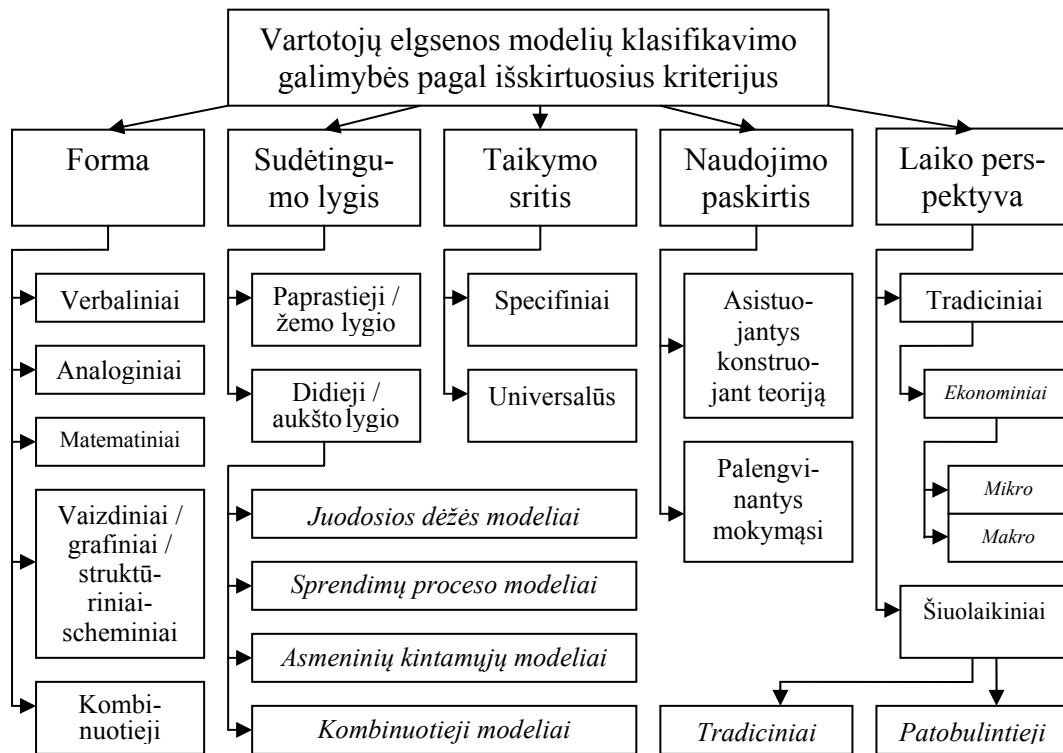 Vartotojų elgsenos modelių klasifikavimo
galimybės pagal išskirtuosius kriterijus
Forma
Sudėtingu-
mo lygis
Taikymo
sritis
Naudojimo
paskirtis
Laiko pers-
pektyva
Verbaliniai
Analoginiai
Matematiniai
Vaizdiniai /
grafiniai /
struktū-
riniai-
scheminiai
Kombi-
nuotieji
Paprastieji /
žemo lygio
Didieji /
aukšto lygio
Juodosios dėžės modeliai
Sprendimų proceso modeliai
Asmeninių kintamųjų modeliai
Kombinuotieji modeliai
Specifiniai
Universalūs
Asistuo-
jantys
konstruo-
jant teoriją
Palengvi-
nantys
mokymąsi
Tradiciniai
Ekonominiai
Mikro
Makro
Šiuolaikiniai
Tradiciniai
Patobulintieji